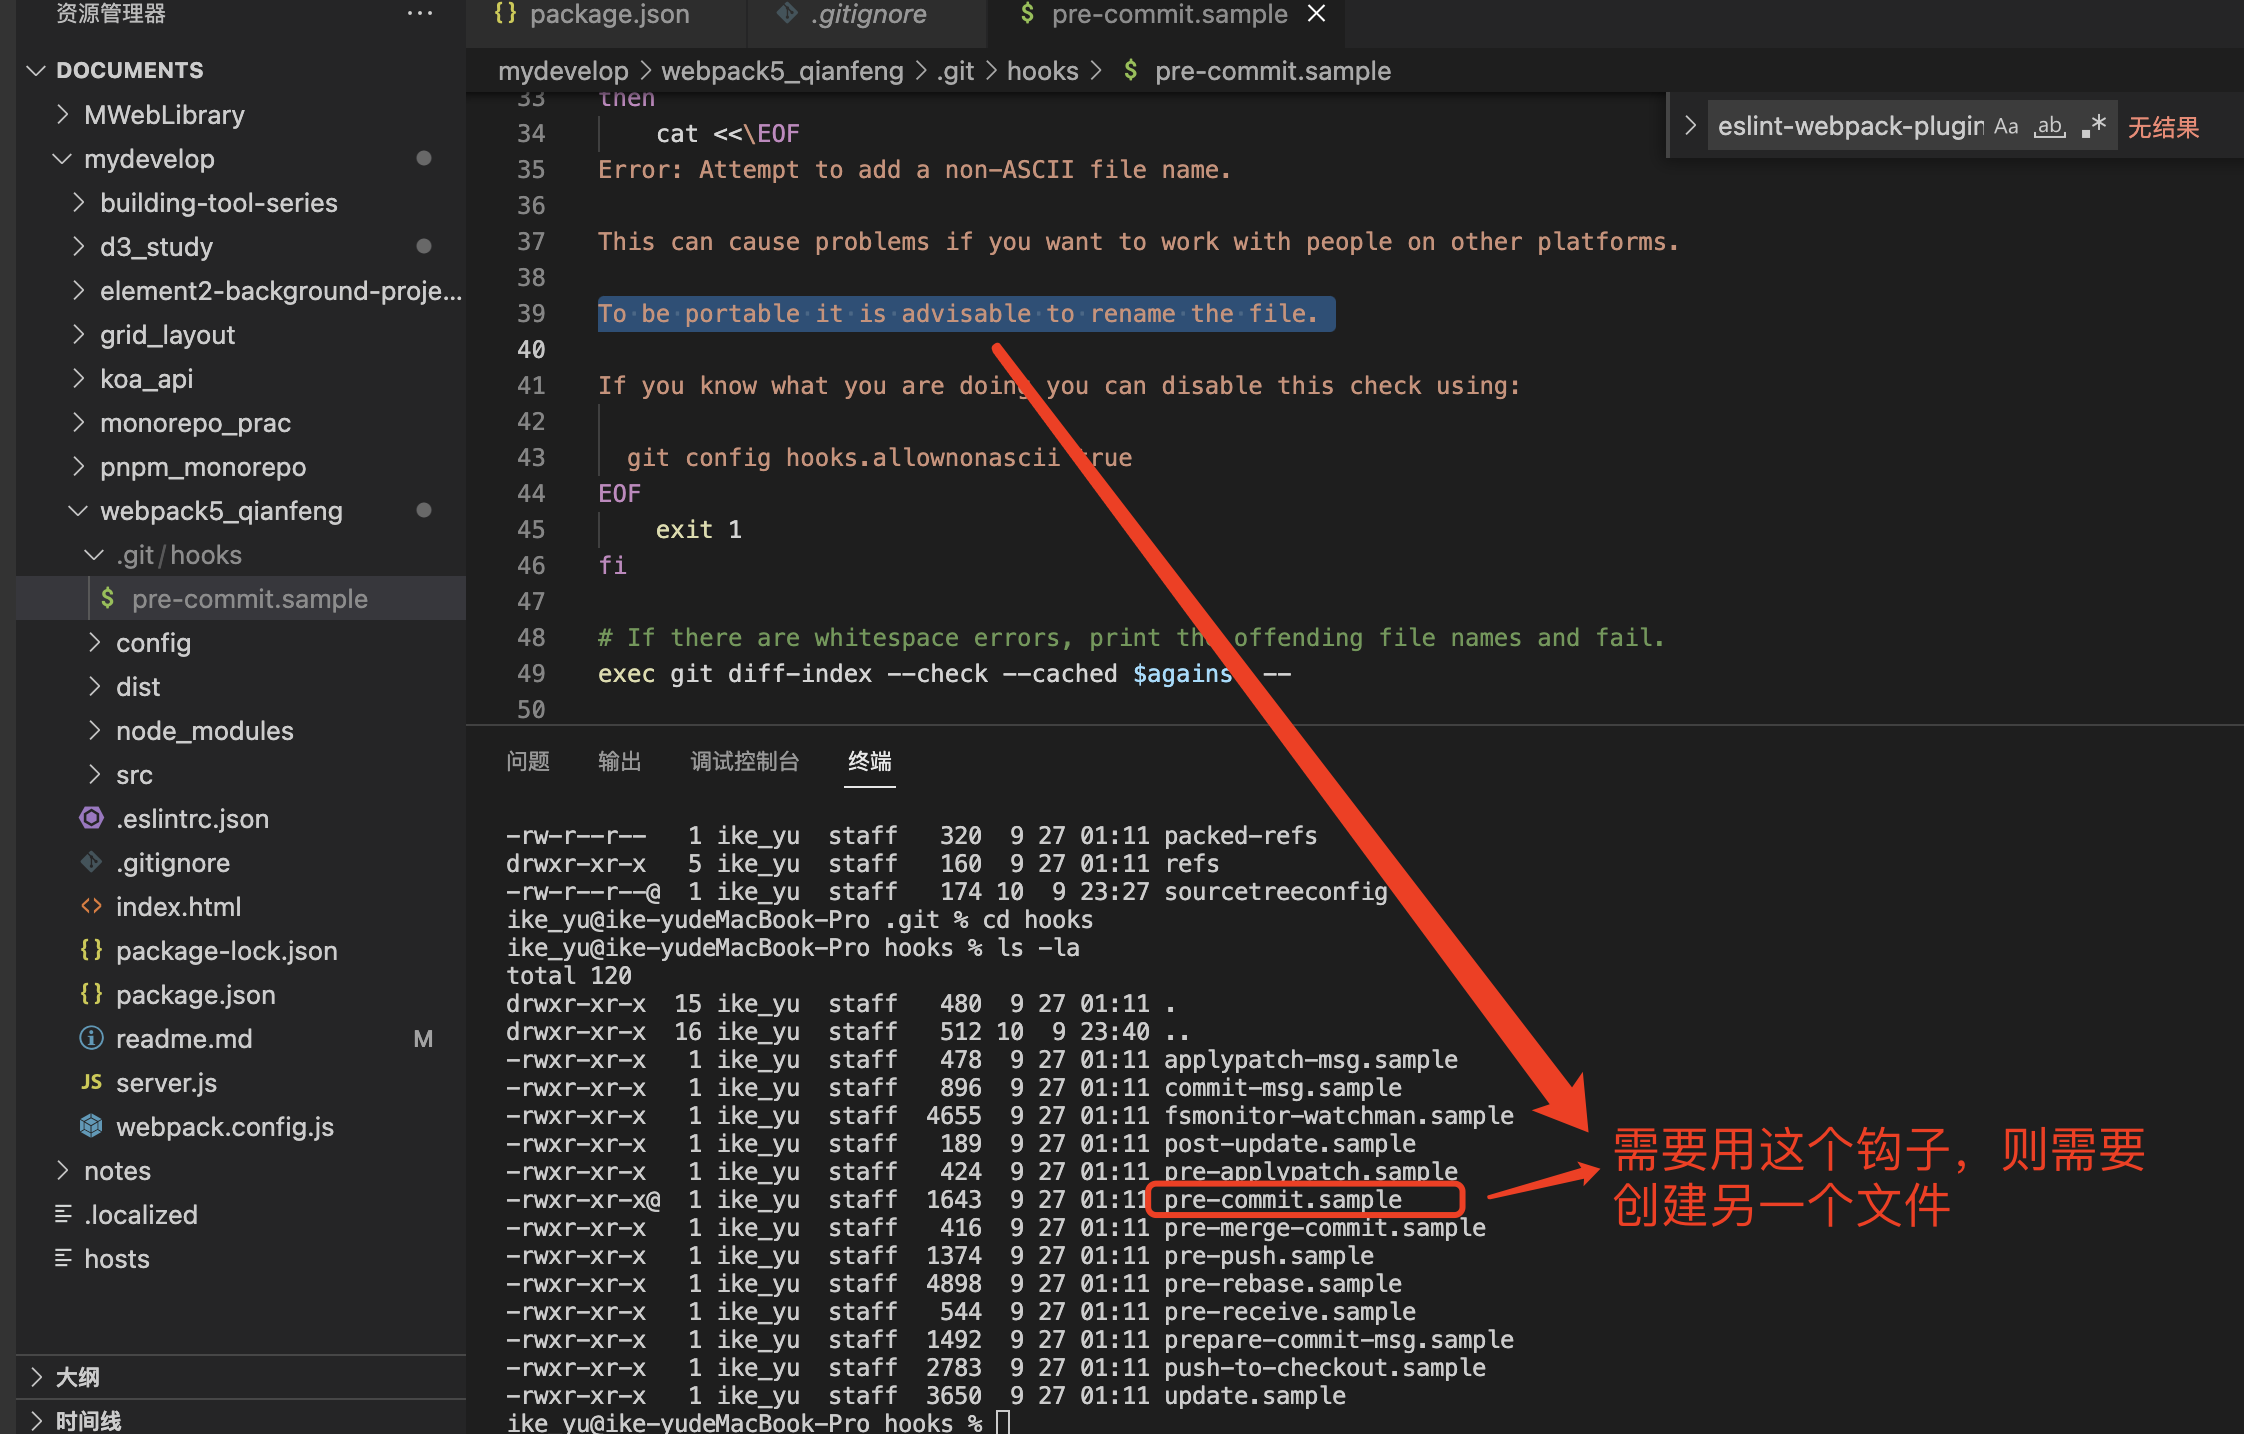 资源管理器 ···
DOCUMENTS
MWebLibrary
mydevelop
building-tool-series
d3_study
element2-background-proje...
grid_layout
koa_api
monorepo_prac
pnpm_monorepo
webpack5_qianfeng
.git/hooks
$ pre-commit.sample
config
dist
node_modules
src
.eslintrc.json
.gitignore
<> index.html
{} package-lock.json
{} package.json
readme.md M
JS server.js
webpack.config.js
notes
.localized
hosts
大纲
时间线
{} package.json
.gitignore
$ pre-commit.sample ×
mydevelop > webpack5_qianfeng > .git > hooks > $ pre-commit.sample
eslint-webpack-plugin Aa ab .* 无结果
33 then
34 cat <<\EOF
35 Error: Attempt to add a non-ASCII file name.
36
37 This can cause problems if you want to work with people on other platforms.
38
39 To be portable it is advisable to rename the file.
40
41 If you know what you are doing you can disable this check using:
42
43 git config hooks.allownonascii true
44 EOF
45 exit 1
46 fi
47
48 # If there are whitespace errors, print the offending file names and fail.
49 exec git diff-index --check --cached $against --
50
问题 输出 调试控制台 终端
-rw-r--r-- 1 ike_yu staff 320 9 27 01:11 packed-refs
drwxr-xr-x 5 ike_yu staff 160 9 27 01:11 refs
-rw-r--r--@ 1 ike_yu staff 174 10 9 23:27 sourcetreeconfig
ike_yu@ike-yudeMacBook-Pro .git % cd hooks
ike_yu@ike-yudeMacBook-Pro hooks % ls -la
total 120
drwxr-xr-x 15 ike_yu staff 480 9 27 01:11 .
drwxr-xr-x 16 ike_yu staff 512 10 9 23:40 ..
-rwxr-xr-x 1 ike_yu staff 478 9 27 01:11 applypatch-msg.sample
-rwxr-xr-x 1 ike_yu staff 896 9 27 01:11 commit-msg.sample
-rwxr-xr-x 1 ike_yu staff 4655 9 27 01:11 fsmonitor-watchman.sample
-rwxr-xr-x 1 ike_yu staff 189 9 27 01:11 post-update.sample
-rwxr-xr-x 1 ike_yu staff 424 9 27 01:11 pre-applypatch.sample
-rwxr-xr-x@ 1 ike_yu staff 1643 9 27 01:11 pre-commit.sample
-rwxr-xr-x 1 ike_yu staff 416 9 27 01:11 pre-merge-commit.sample
-rwxr-xr-x 1 ike_yu staff 1374 9 27 01:11 pre-push.sample
-rwxr-xr-x 1 ike_yu staff 4898 9 27 01:11 pre-rebase.sample
-rwxr-xr-x 1 ike_yu staff 544 9 27 01:11 pre-receive.sample
-rwxr-xr-x 1 ike_yu staff 1492 9 27 01:11 prepare-commit-msg.sample
-rwxr-xr-x 1 ike_yu staff 2783 9 27 01:11 push-to-checkout.sample
-rwxr-xr-x 1 ike_yu staff 3650 9 27 01:11 update.sample
ike_yu@ike-yudeMacBook-Pro hooks %
需要用这个钩子，则需要
创建另一个文件